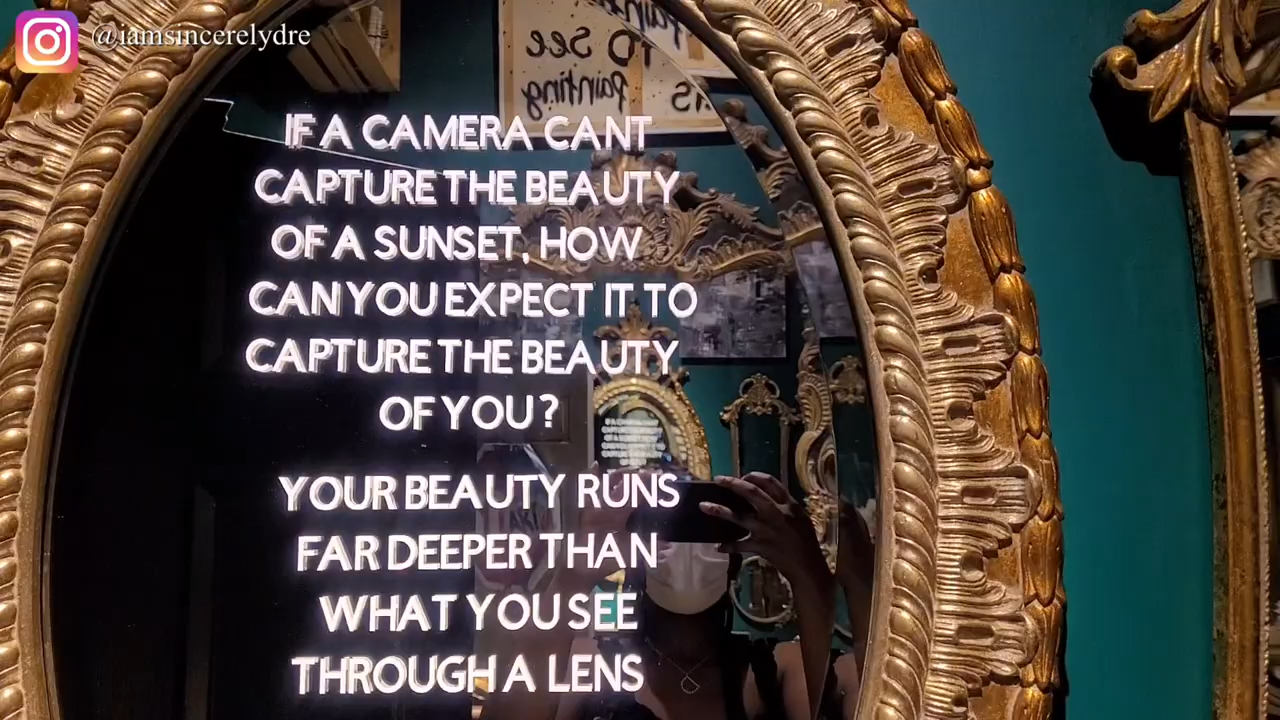 @iamsincerelydre
TO See
Painting
IF A CAMERA CANT
CAPTURE THE BEAUTY
OF A SUNSET, HOW
CAN YOU EXPECT IT TO
CAPTURE THE BEAUTY
OF YOU?
YOUR BEAUTY RUNS
FAR DEEPER THAN
WHAT YOU SEE
THROUGH A LENS